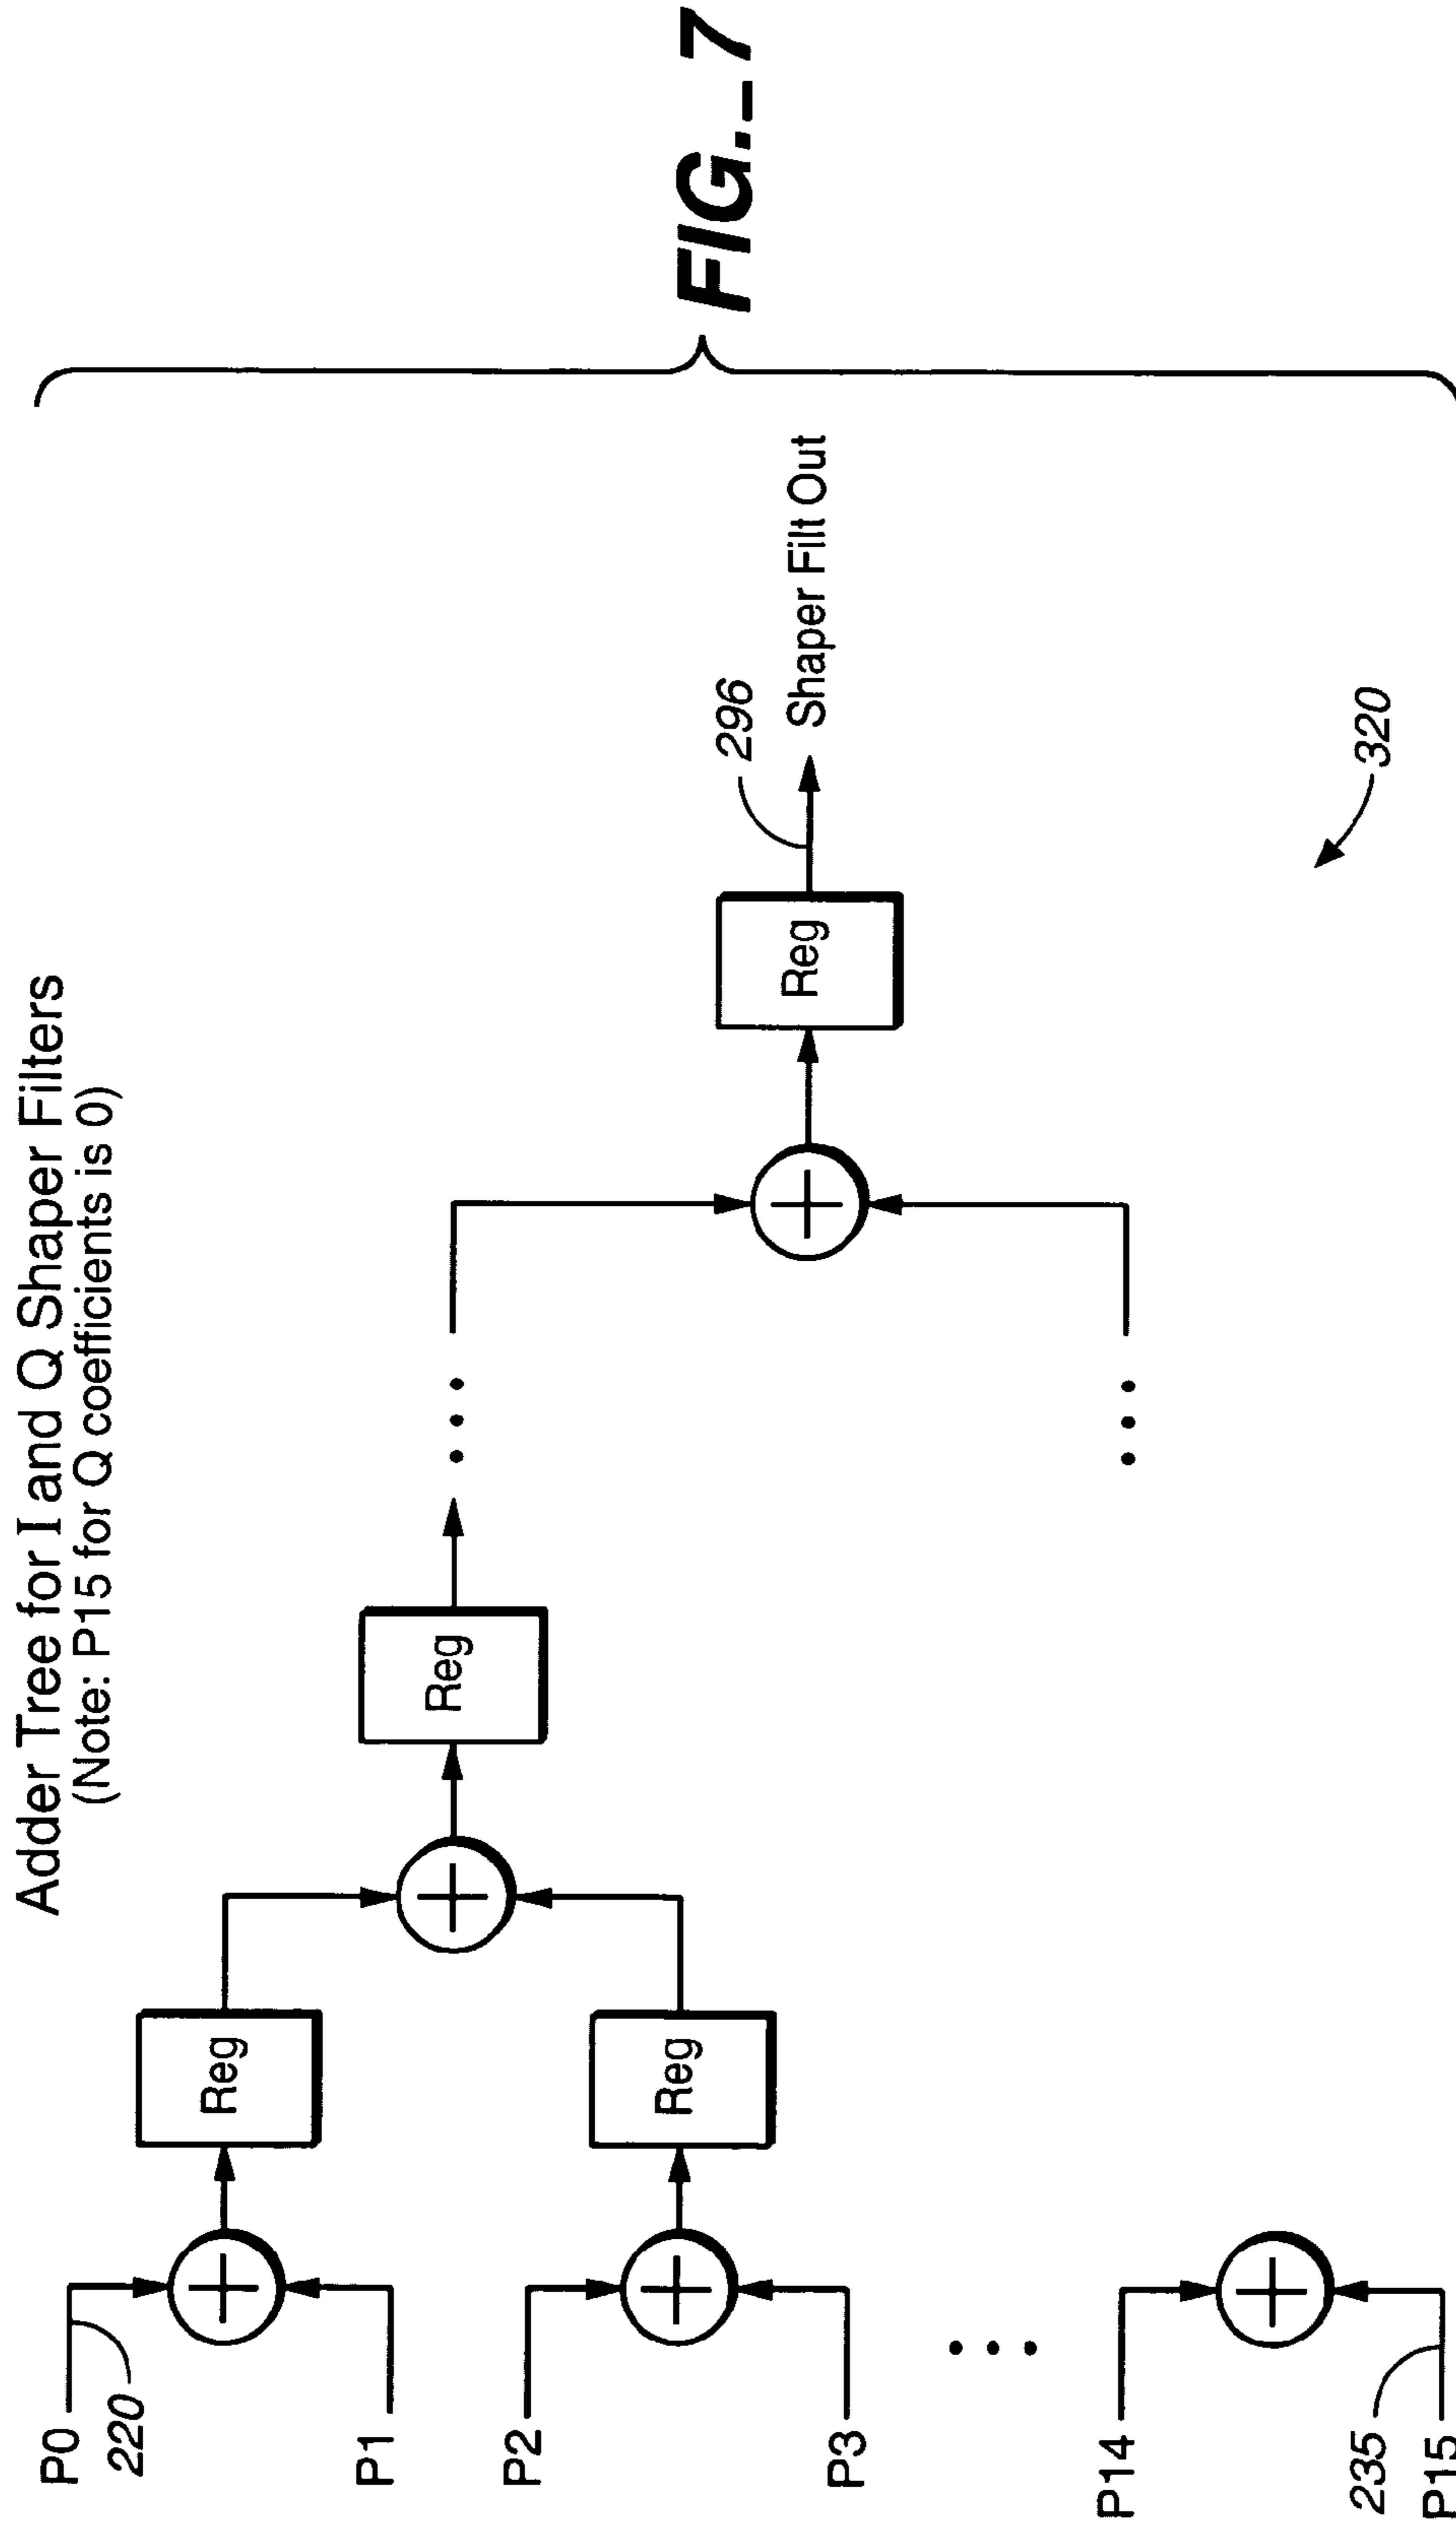 Adder Tree for I and Q Shaper Filters
(Note: P15 for Q coefficients is 0)
P0
220
P1
P2
P3
P14
235
P15
Reg
Reg
Reg
Reg
296
Shaper Filt Out
320
FIG._7